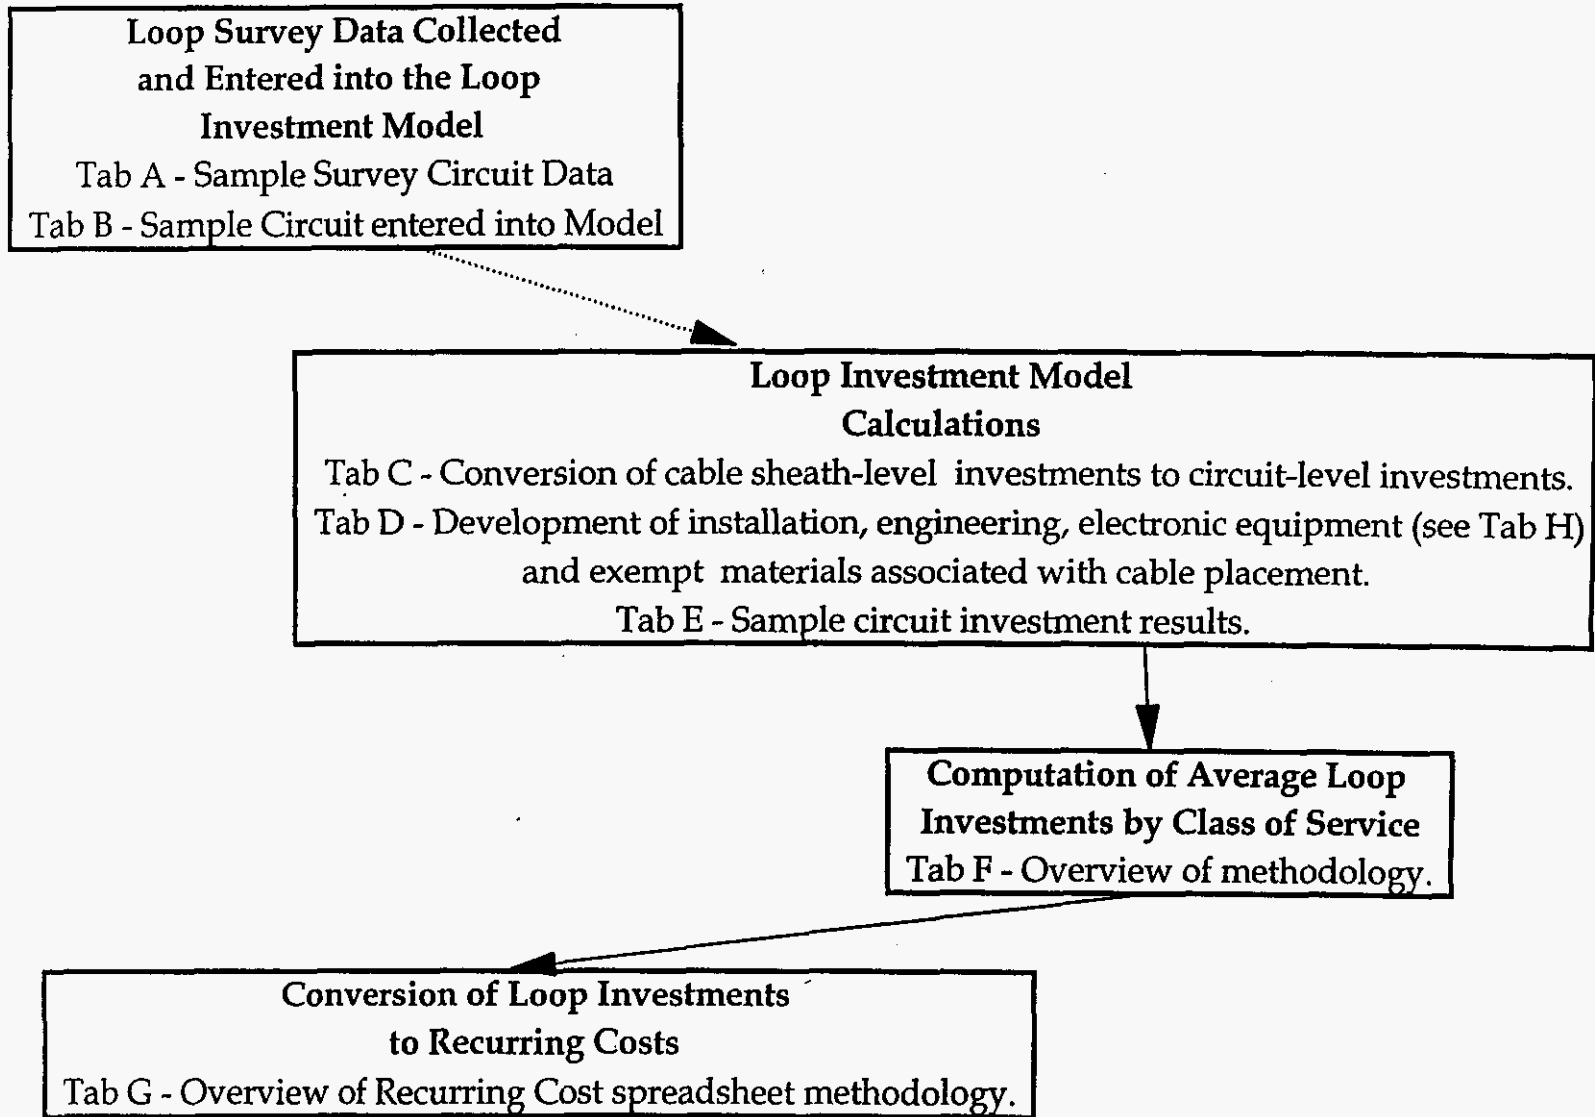 Loop Survey Data Collected
and Entered into the Loop
Investment Model
Tab A - Sample Survey Circuit Data
Tab B - Sample Circuit entered into Model
Loop Investment Model
Calculations
Tab C - Conversion of cable sheath-level investments to circuit-level investments.
Tab D - Development of installation, engineering, electronic equipment (see Tab H)
and exempt materials associated with cable placement.
Tab E - Sample circuit investment results.
Computation of Average Loop
Investments by Class of Service
Tab F - Overview of methodology.
Conversion of Loop Investments
to Recurring Costs
Tab G - Overview of Recurring Cost spreadsheet methodology.